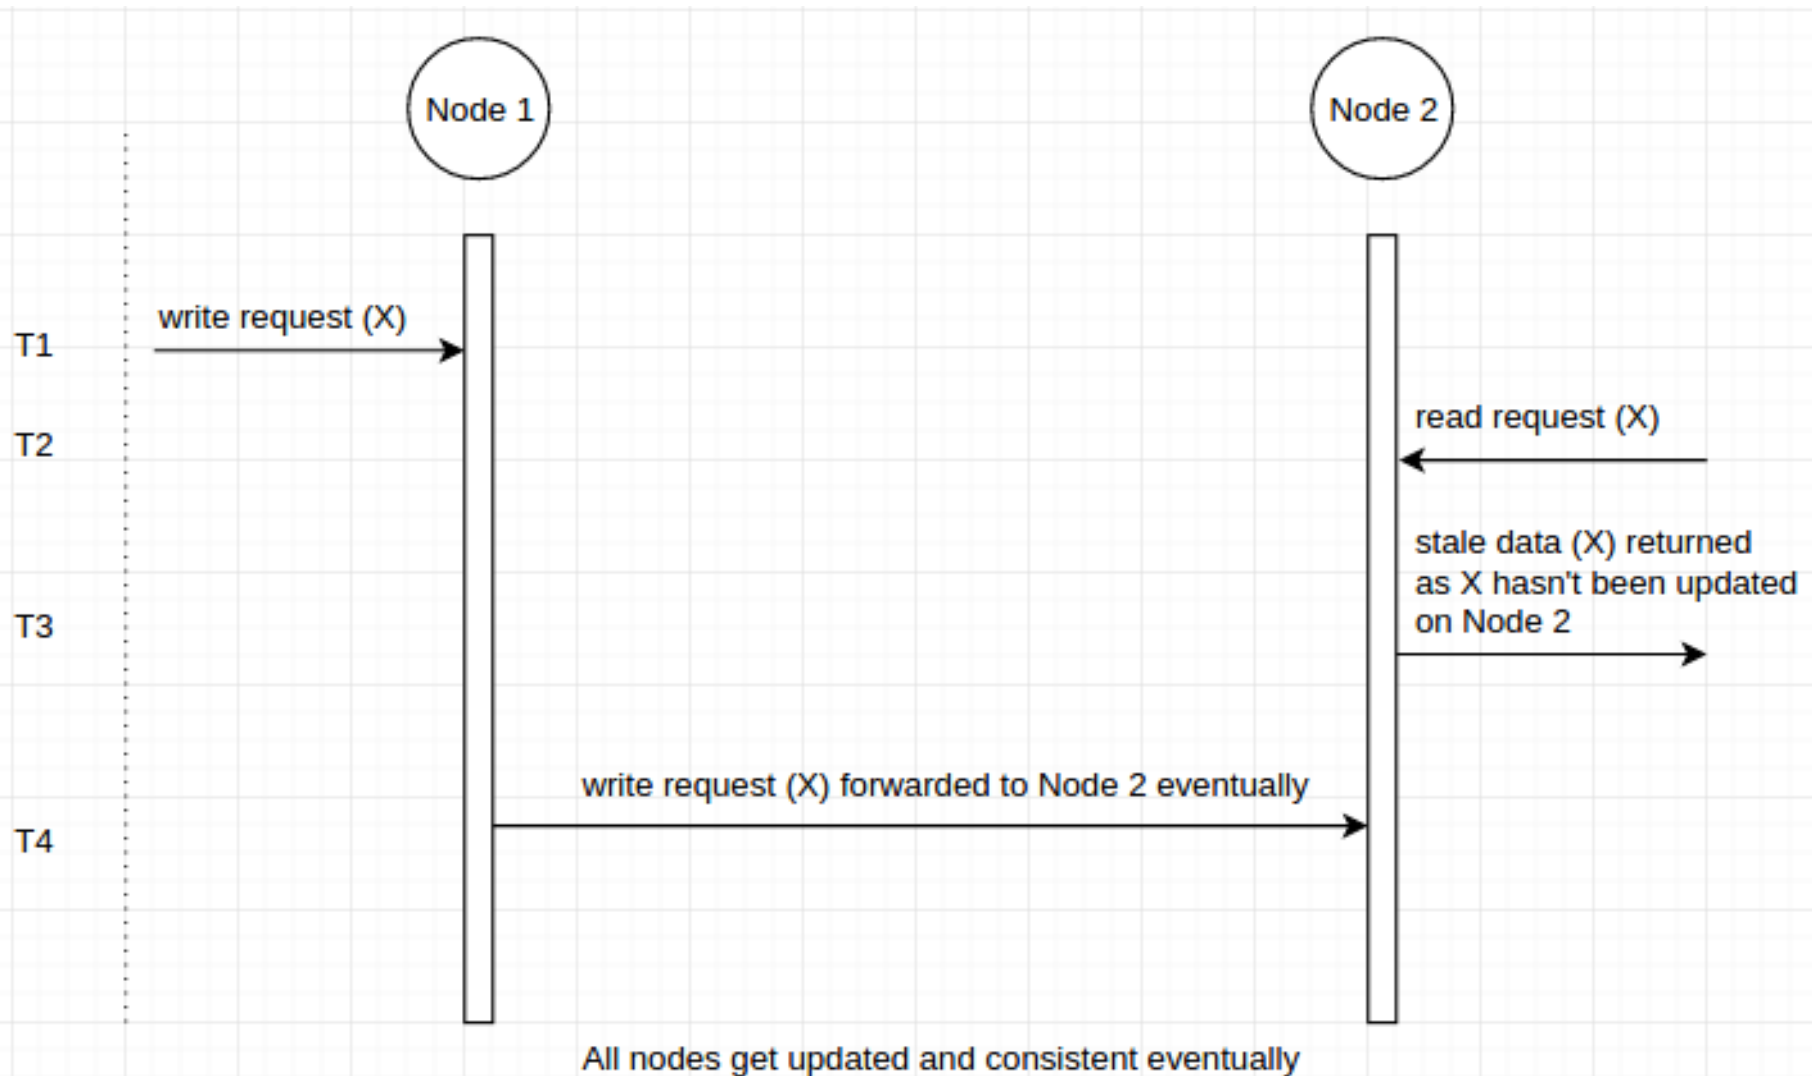 Node 1
Node 2
write request (X)
T1
read request (X)
T2
stale data (X) returned
as X hasn't been updated
on Node 2
T3
write request (X) forwarded to Node 2 eventually
T4
All nodes get updated and consistent eventually